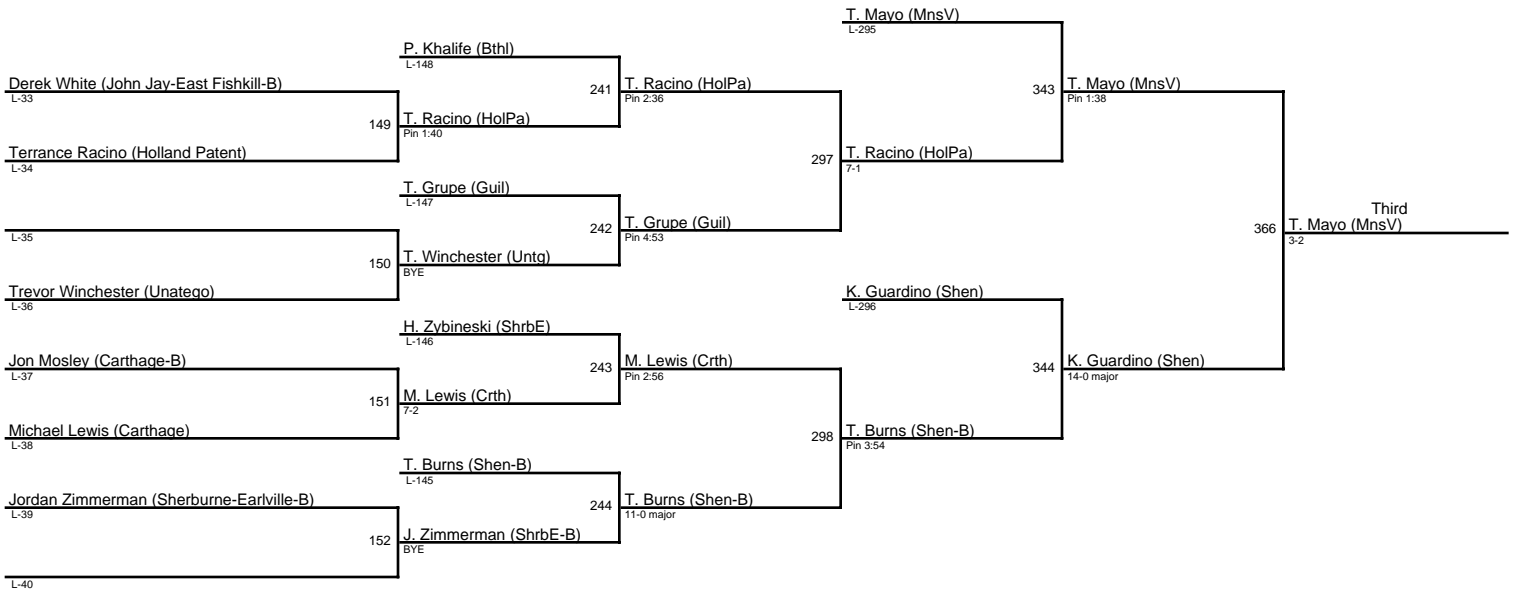 T. Mayo (MnsV)
L-295
P. Khalife (Bthl)
L-148
Derek White (John Jay-East Fishkill-B)
L-33
241
T. Racino (HolPa)
Pin 2:36
343
T. Mayo (MnsV)
Pin 1:38
149
T. Racino (HolPa)
Pin 1:40
Terrance Racino (Holland Patent)
L-34
297
T. Racino (HolPa)
7-1
T. Grupe (Guil)
L-147
L-35
242
T. Grupe (Guil)
Pin 4:53
Third
366
T. Mayo (MnsV)
3-2
150
T. Winchester (Untg)
BYE
Trevor Winchester (Unatego)
L-36
K. Guardino (Shen)
L-296
H. Zybineski (ShrbE)
L-146
Jon Mosley (Carthage-B)
L-37
243
M. Lewis (Crth)
Pin 2:56
344
K. Guardino (Shen)
14-0 major
151
M. Lewis (Crth)
7-2
Michael Lewis (Carthage)
L-38
298
T. Burns (Shen-B)
Pin 3:54
T. Burns (Shen-B)
L-145
Jordan Zimmerman (Sherburne-Earlville-B)
L-39
244
T. Burns (Shen-B)
11-0 major
152
J. Zimmerman (ShrbE-B)
BYE
L-40